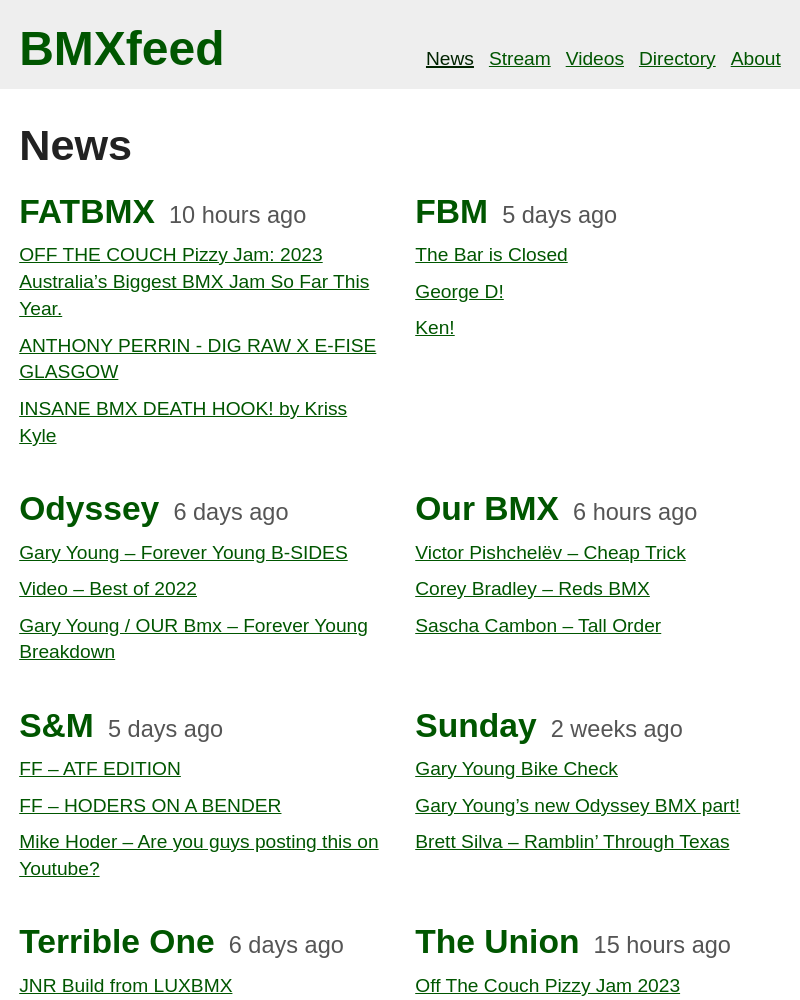 BMXfeed
News Stream Videos Directory About
News
FATBMX 10 hours ago
OFF THE COUCH Pizzy Jam: 2023
Australia’s Biggest BMX Jam So Far This
Year.
ANTHONY PERRIN - DIG RAW X E-FISE
GLASGOW
INSANE BMX DEATH HOOK! by Kriss
Kyle
FBM 5 days ago
The Bar is Closed
George D!
Ken!
Odyssey 6 days ago
Gary Young – Forever Young B-SIDES
Video – Best of 2022
Gary Young / OUR Bmx – Forever Young
Breakdown
Our BMX 6 hours ago
Victor Pishchelëv – Cheap Trick
Corey Bradley – Reds BMX
Sascha Cambon – Tall Order
S&M 5 days ago
FF – ATF EDITION
FF – HODERS ON A BENDER
Mike Hoder – Are you guys posting this on
Youtube?
Sunday 2 weeks ago
Gary Young Bike Check
Gary Young’s new Odyssey BMX part!
Brett Silva – Ramblin’ Through Texas
Terrible One 6 days ago
JNR Build from LUXBMX
The Union 15 hours ago
Off The Couch Pizzy Jam 2023